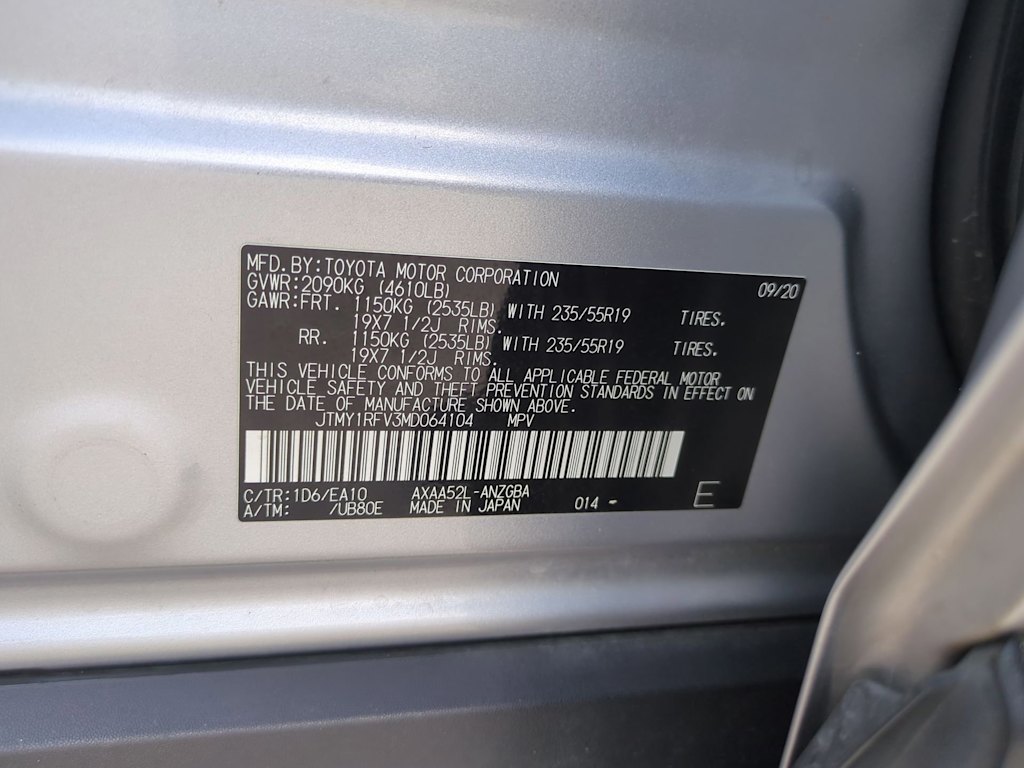 MFD.BY:TOYOTA MOTOR CORPORATION 09/20
GVWR:2090KG (4610LB)
GAWR:FRT. 1150KG (2535LB) WITH 235/55R19 TIRES.
19X7 1/2J RIMS.
RR. 1150KG (2535LB) WITH 235/55R19 TIRES.
19X7 1/2J RIMS.
THIS VEHICLE CONFORMS TO ALL APPLICABLE FEDERAL MOTOR
VEHICLE SAFETY AND THEFT PREVENTION STANDARDS IN EFFECT ON
THE DATE OF MANUFACTURE SHOWN ABOVE.
JTMY1RFV3MD064104 MPV
C/TR:1D6/EA10 AXAA52L-ANZGBA
A/TM: /UB80E MADE IN JAPAN 014 - E